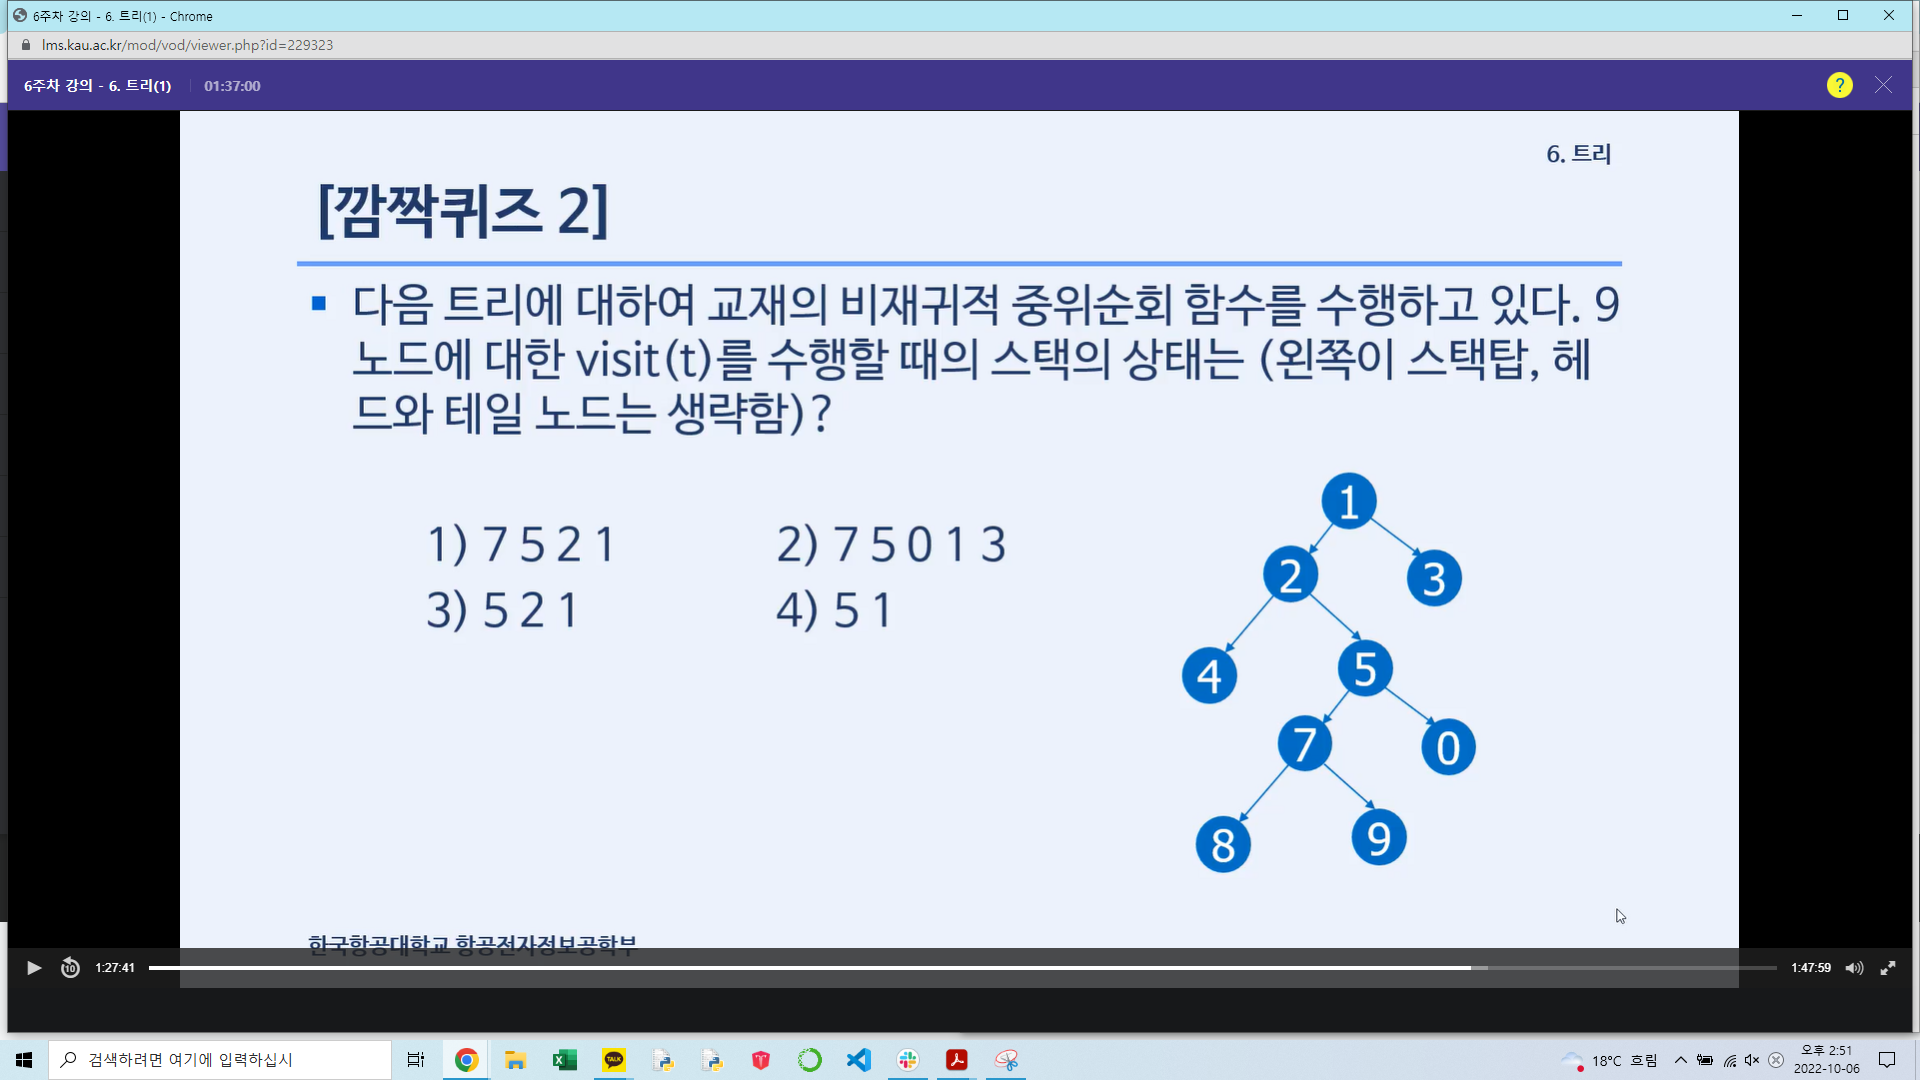 6주차 강의 - 6. 트리(1) - Chrome
lms.kau.ac.kr/mod/vod/viewer.php?id=229323
6주차 강의 - 6. 트리(1) 01:37:00
?
6. 트리
[깜짝퀴즈 2]
다음 트리에 대하여 교재의 비재귀적 중위순회 함수를 수행하고 있다. 9
노드에 대한 visit(t)를 수행할 때의 스택의 상태는 (왼쪽이 스택탑, 헤
드와 테일 노드는 생략함)?
1) 7 5 2 1
2) 7 5 0 1 3
3) 5 2 1
4) 5 1
1
2
3
4
5
7
0
8
9
한국항공대학교 항공전자정보공학부
10
1:27:41
1:47:59
검색하려면 여기에 입력하십시
TALK
18°C 흐림
오후 2:51
2022-10-06